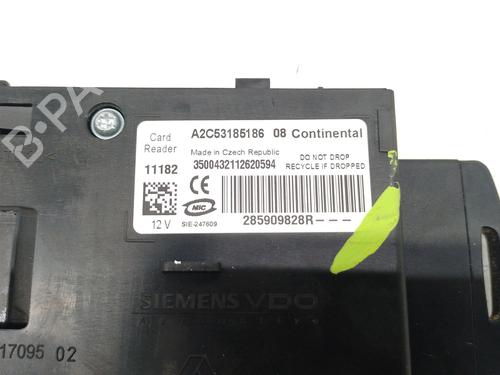 B-PARTS
Card Reader
A2C53185186 08 Continental
Made in Czech Republic
3500432112620594
DO NOT DROP
RECYCLE IF DROPPED
11182
CE
MIC
12 V
SIE-247609
285909828R---
SIEMENS VDO
17095 02